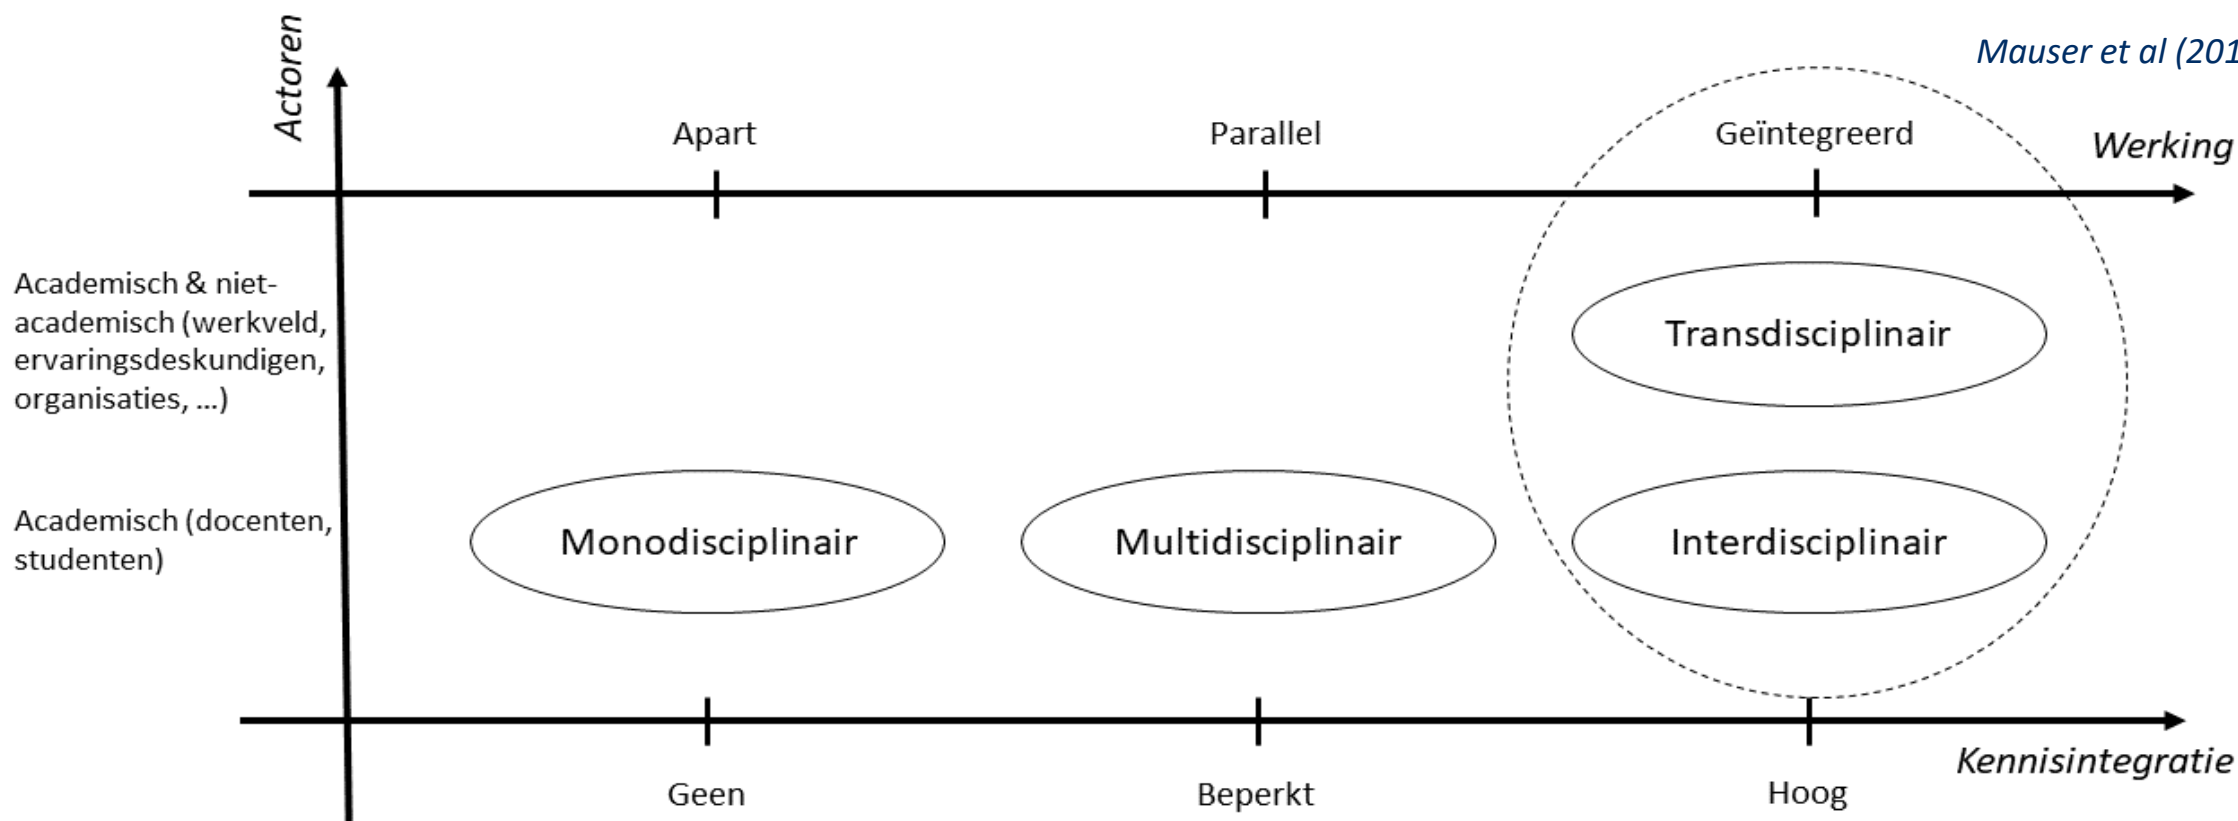 Actoren
Mauser et al (201
Apart
Parallel
Geïntegreerd
Werking
Academisch & niet-
academisch (werkveld,
ervaringsdeskundigen,
organisaties, ...)
Transdisciplinair
Academisch (docenten,
studenten)
Monodisciplinair
Multidisciplinair
Interdisciplinair
Kennisintegratie
Geen
Beperkt
Hoog